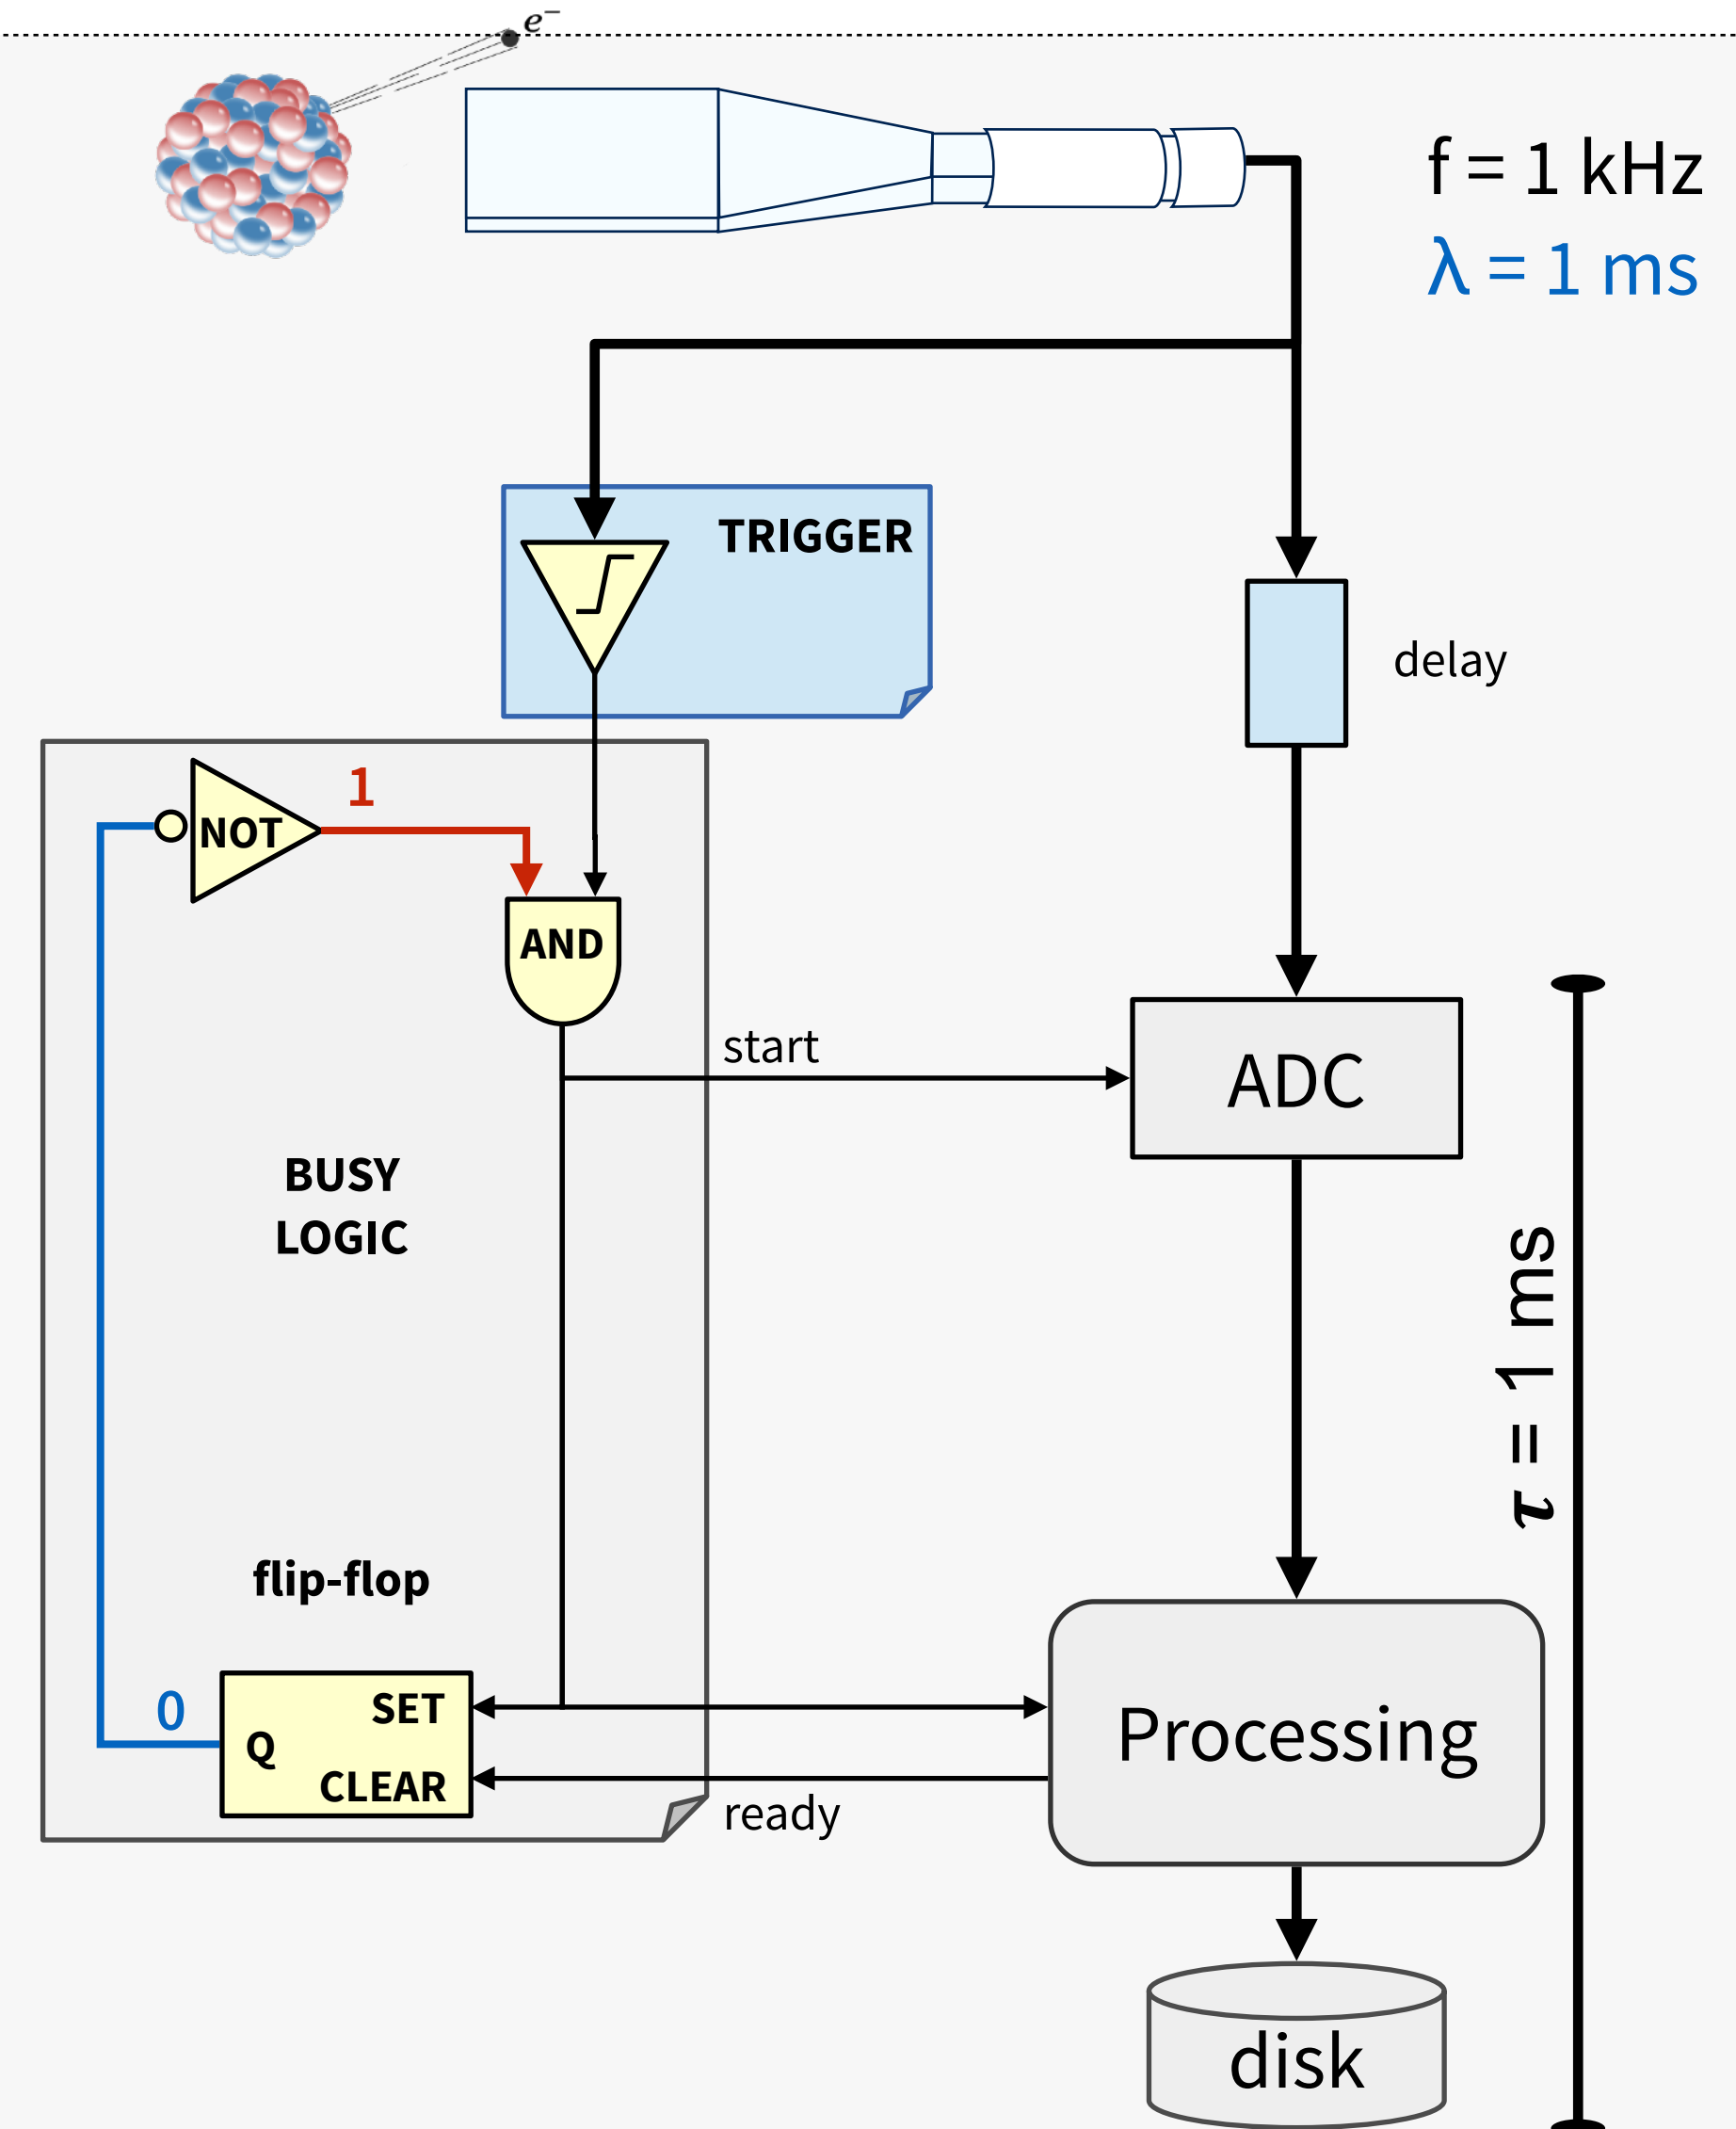 e⁻
f = 1 kHz
λ = 1 ms
TRIGGER
delay
1
NOT
AND
start
ADC
BUSY
LOGIC
τ = 1 ms
flip-flop
0
SET
Q
CLEAR
Processing
ready
disk